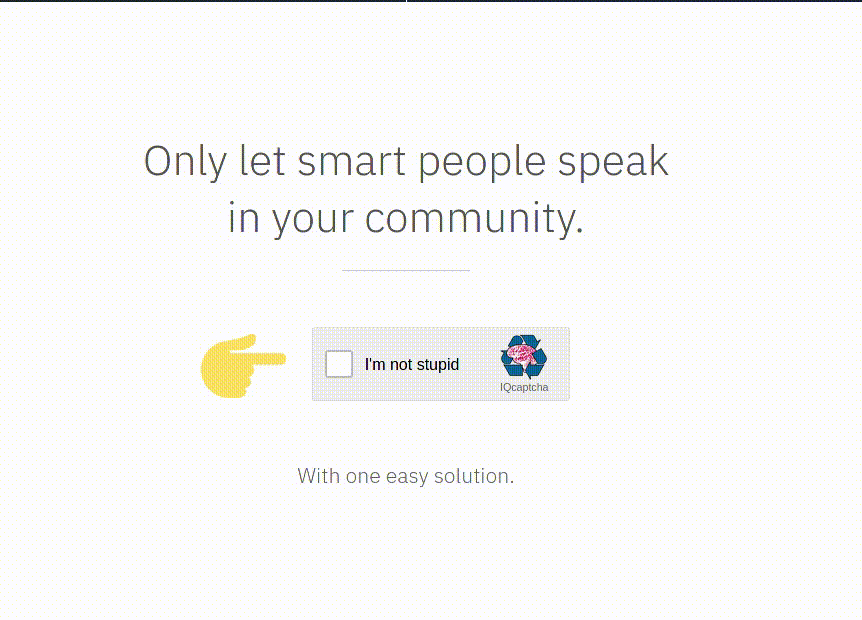 Only let smart people speak
in your community.
I'm not stupid
IQcaptcha
With one easy solution.